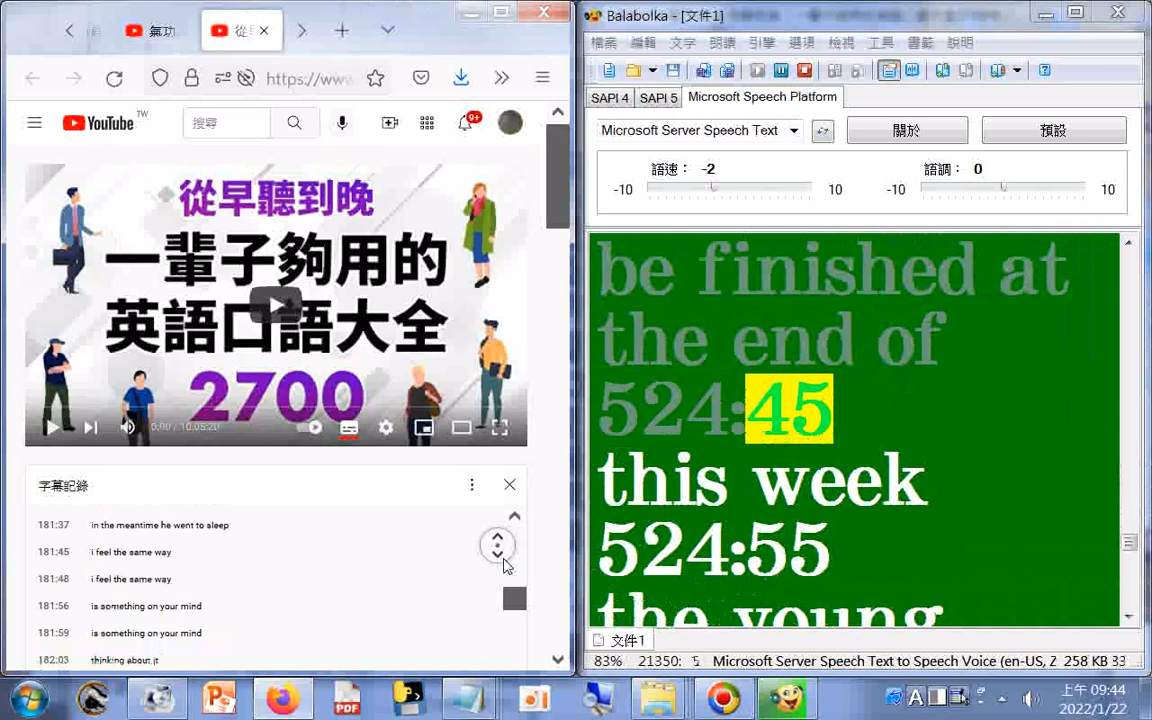 氣功
從
https://www
YouTube TW
搜尋
9+
從早聽到晚
一輩子夠用的
英語口語大全
2700
0:00 / 10:05:20
字幕記錄
181:37 in the meantime he went to sleep
181:45 i feel the same way
181:48 i feel the same way
181:56 is something on your mind
181:59 is something on your mind
182:03 thinking about it
Balabolka - [文件1]
檔案 編輯 文字 朗讀 引擎 選項 檢視 工具 書籤 說明
SAPI 4 SAPI 5 Microsoft Speech Platform
Microsoft Server Speech Text 關於 預設
語速： -2 語調： 0
-10 10 -10 10
be finished at
the end of
524:45
this week
524:55
the young
文件1
83% 21350: Microsoft Server Speech Text to Speech Voice (en-US, Z 258 KB 33
PDF
A
上午 09:44
2022/1/22